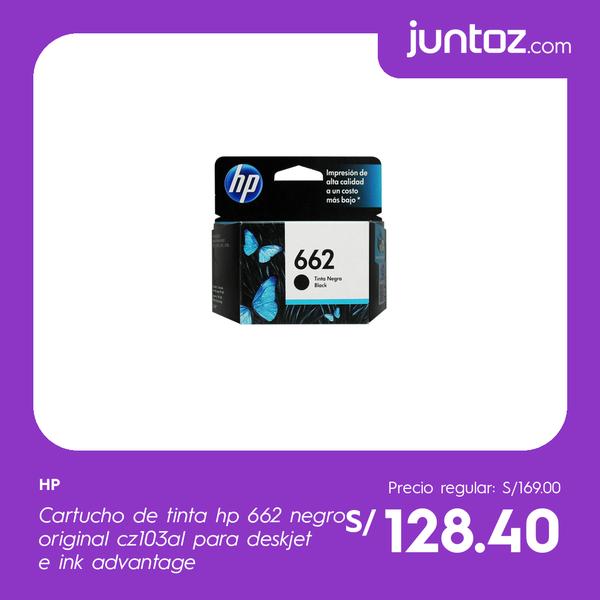 juntoz.com
hp
Impresión de
alta calidad
a un costo
más bajo *
662
Tinta Negra
Black
HP
Cartucho de tinta hp 662 negro
original cz103al para deskjet
e ink advantage
Precio regular: S/169.00
S/ 128.40